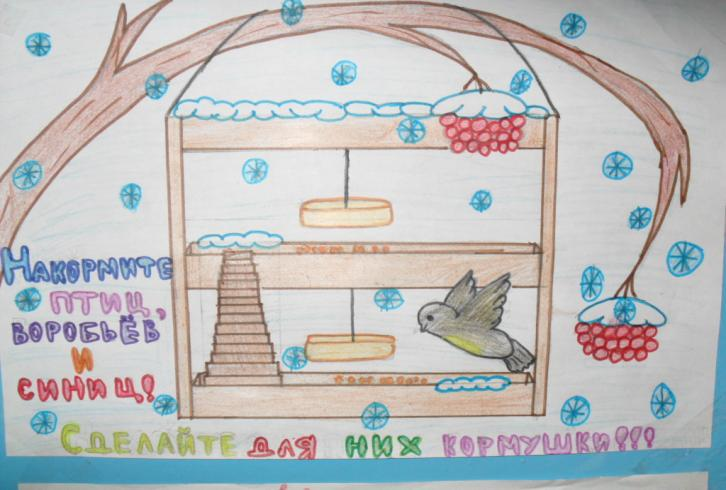 Накормите
птиц,
воробьёв
и
синиц!
Сделайте для них кормушки!!!